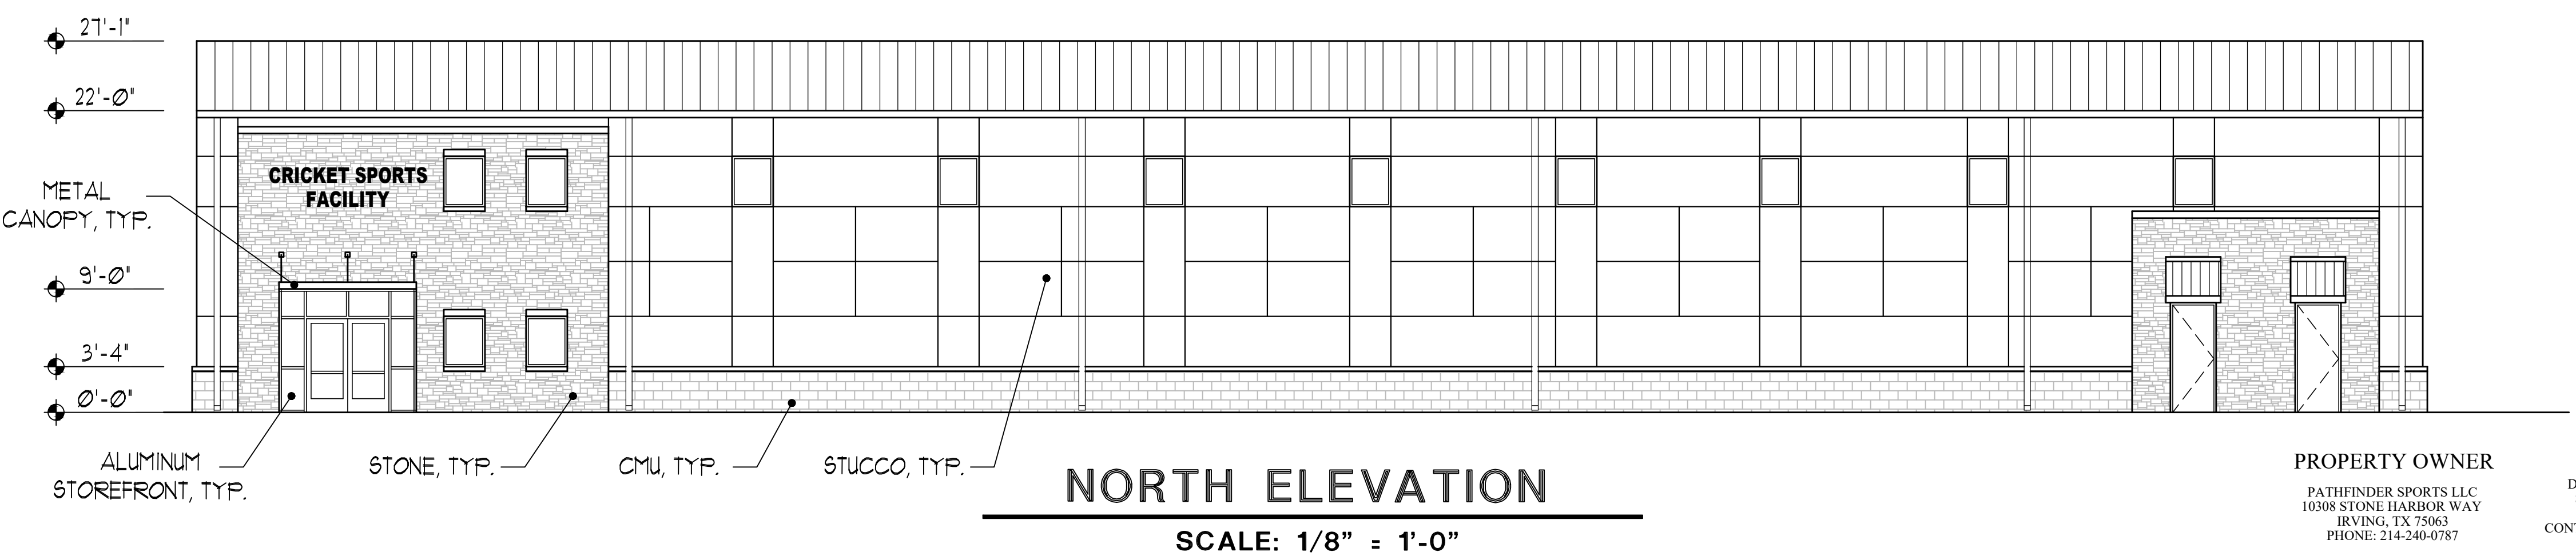 27'-1"
22'-0"
METAL
CANOPY, TYP.
CRICKET SPORTS
FACILITY
9'-0"
3'-4"
0'-0"
ALUMINUM
STOREFRONT, TYP.
STONE, TYP.
CMU, TYP.
STUCCO, TYP.
NORTH ELEVATION
SCALE: 1/8” = 1’-0”
PROPERTY OWNER
PATHFINDER SPORTS LLC
10308 STONE HARBOR WAY
IRVING, TX 75063
PHONE: 214-240-0787